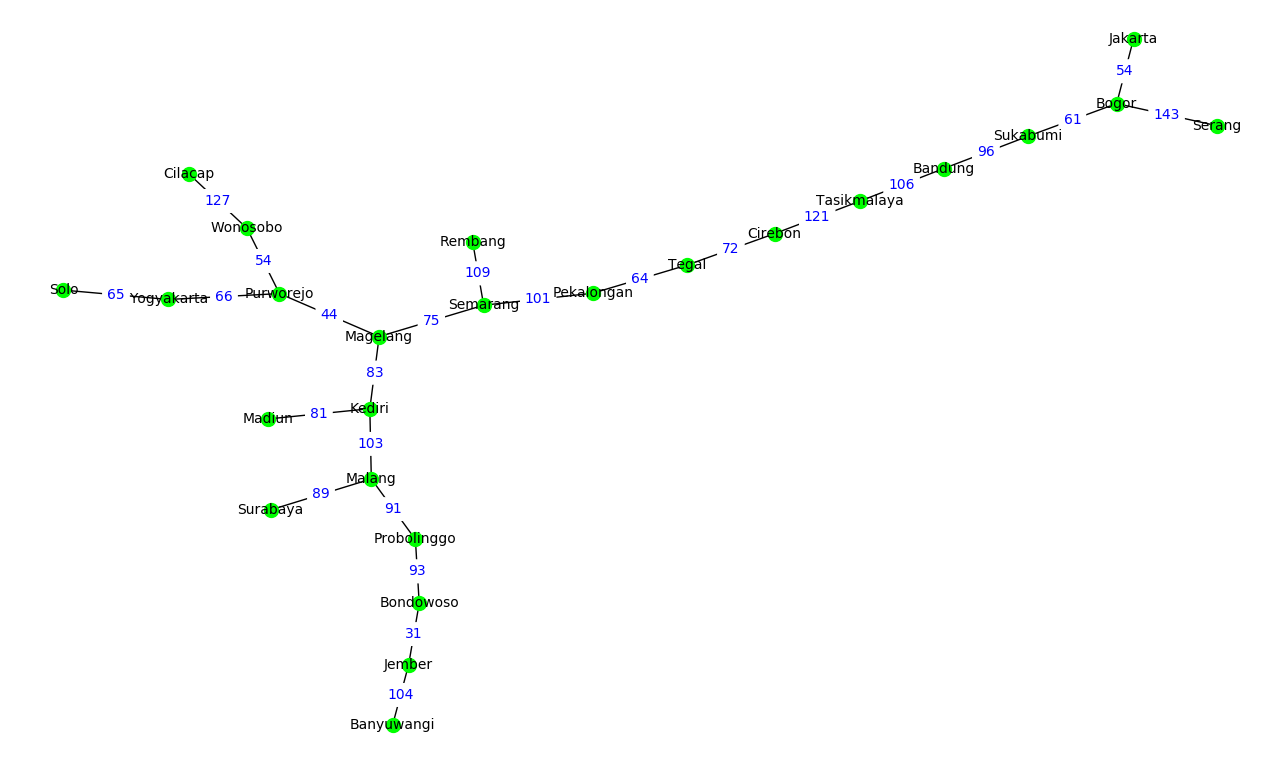 Jakarta
54
Bogor
143
Serang
61
Sukabumi
96
Bandung
106
Tasikmalaya
121
Cirebon
72
Tegal
64
Pekalongan
101
Semarang
109
Rembang
75
Magelang
44
Purworejo
54
Wonosobo
127
Cilacap
66
Yogyakarta
65
Solo
83
Kediri
81
Madiun
103
Malang
89
Surabaya
91
Probolinggo
93
Bondowoso
31
Jember
104
Banyuwangi